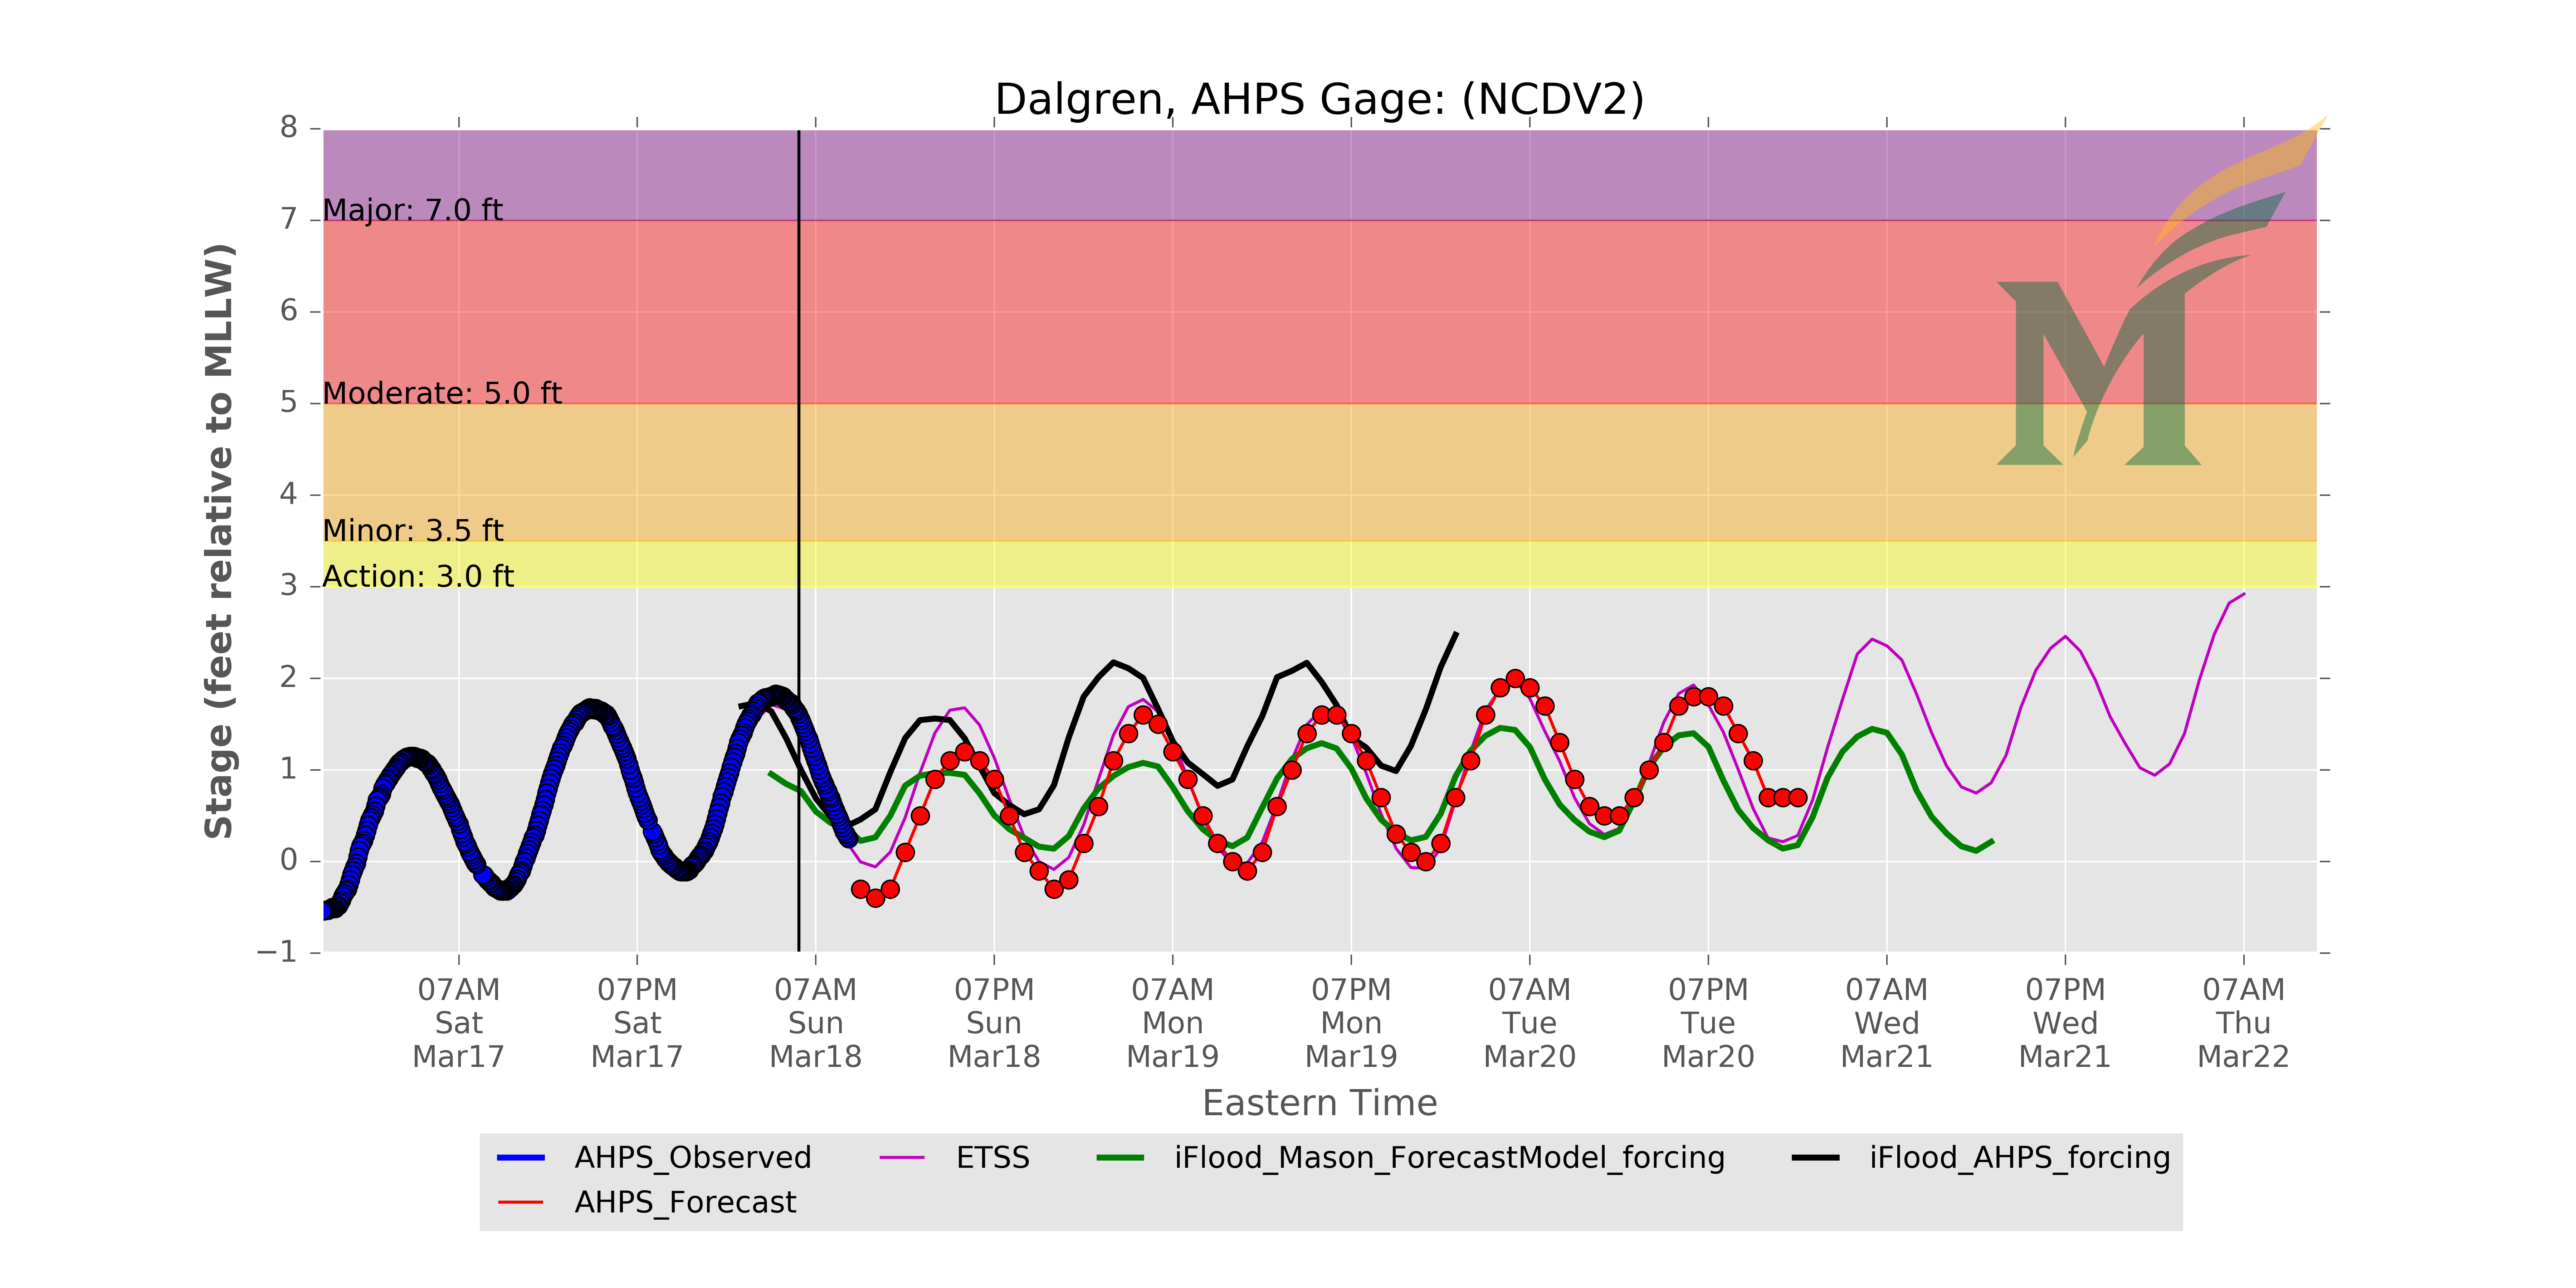 Dalgren, AHPS Gage: (NCDV2)
Stage (feet relative to MLLW)
8
7
6
5
4
3
2
1
0
−1
Major: 7.0 ft
Moderate: 5.0 ft
Minor: 3.5 ft
Action: 3.0 ft
07AM 07PM 07AM 07PM 07AM 07PM 07AM 07PM 07AM 07PM 07AM
Sat Sat Sun Sun Mon Mon Tue Tue Wed Wed Thu
Mar17 Mar17 Mar18 Mar18 Mar19 Mar19 Mar20 Mar20 Mar21 Mar21 Mar22
Eastern Time
AHPS_Observed ETSS iFlood_Mason_ForecastModel_forcing iFlood_AHPS_forcing
AHPS_Forecast
M